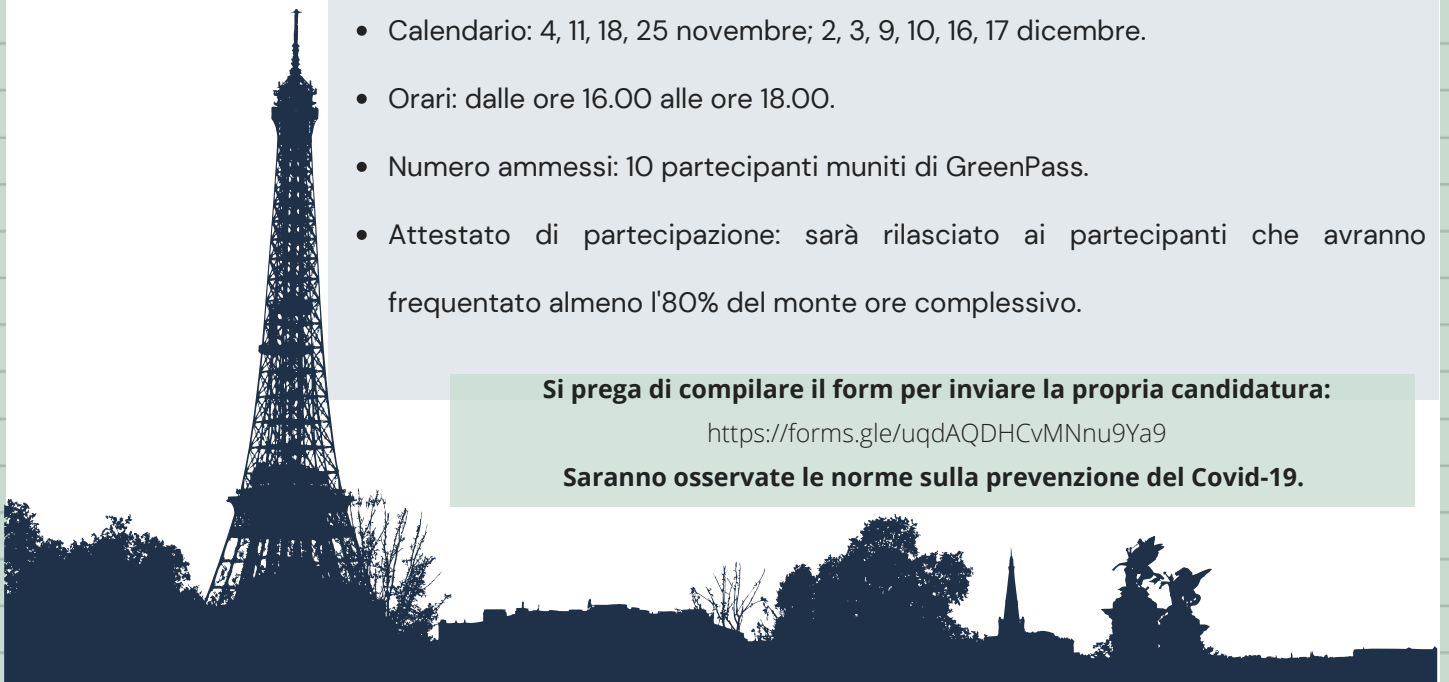 • Calendario: 4, 11, 18, 25 novembre; 2, 3, 9, 10, 16, 17 dicembre.
• Orari: dalle ore 16.00 alle ore 18.00.
• Numero ammessi: 10 partecipanti muniti di GreenPass.
• Attestato di partecipazione: sarà rilasciato ai partecipanti che avranno
frequentato almeno l'80% del monte ore complessivo.
Si prega di compilare il form per inviare la propria candidatura:
https://forms.gle/uqdAQDHCvMNnu9Ya9
Saranno osservate le norme sulla prevenzione del Covid-19.